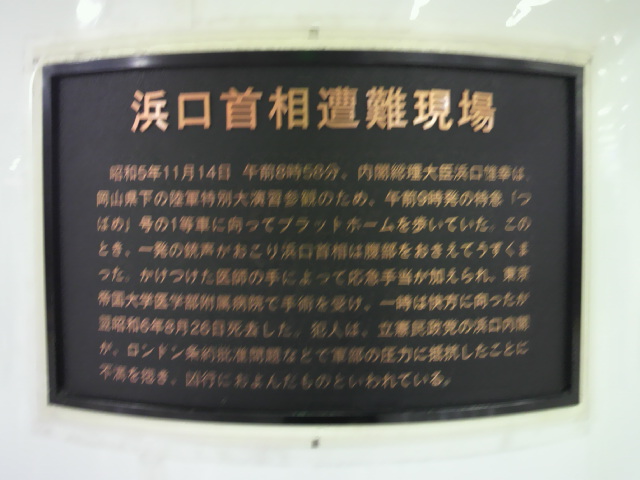 浜口首相遭難現場
昭和5年11月14日 午前8時58分、内閣総理大臣浜口雄幸は、
岡山県下の陸軍特別大演習参観のため、午前9時発の特急「つ
ばめ」号の1等車に向ってプラットホームを歩いていた。この
とき、一発の銃声がおこり浜口首相は腹部をおさえてうずくま
った。かけつけた医師の手によって応急手当が加えられ、東京
帝国大学医学部附属病院で手術を受け、一時は快方に向ったが
翌昭和6年8月26日死去した。犯人は、立憲民政党の浜口内閣
が、ロンドン条約批准問題などで軍部の圧力に抵抗したことに
不満を抱き、凶行におよんだものといわれている。